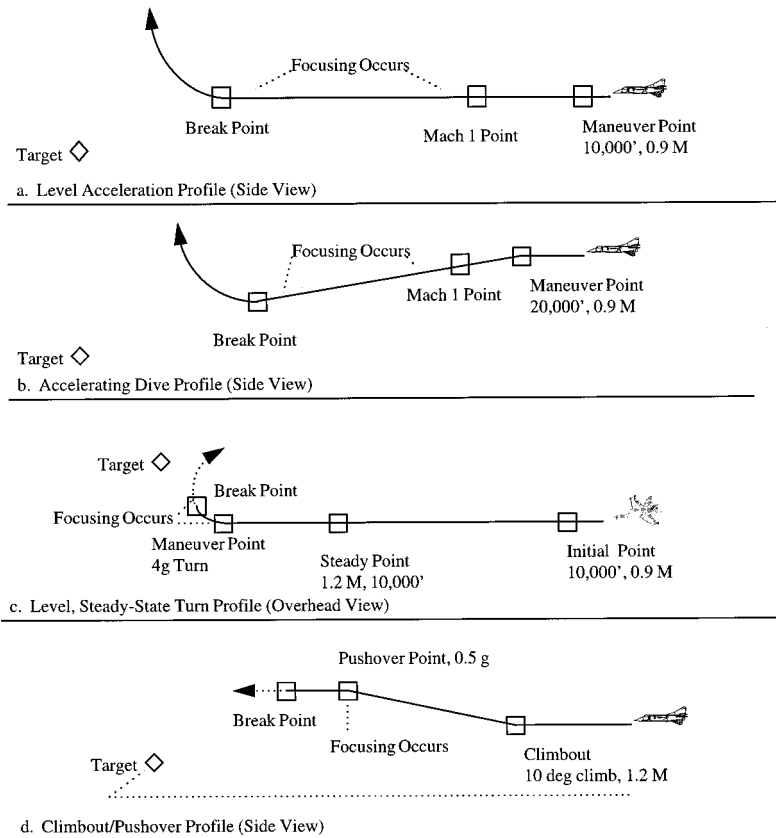 Focusing Occurs
Break Point
Mach 1 Point
Maneuver Point
10,000', 0.9 M
Target
a. Level Acceleration Profile (Side View)
Focusing Occurs
Mach 1 Point
Maneuver Point
20,000', 0.9 M
Break Point
Target
b. Accelerating Dive Profile (Side View)
Target
Break Point
Focusing Occurs
Maneuver Point
4g Turn
Steady Point
1.2 M, 10,000'
Initial Point
10,000', 0.9 M
c. Level, Steady-State Turn Profile (Overhead View)
Pushover Point, 0.5 g
Break Point
Focusing Occurs
Climbout
10 deg climb, 1.2 M
Target
d. Climbout/Pushover Profile (Side View)